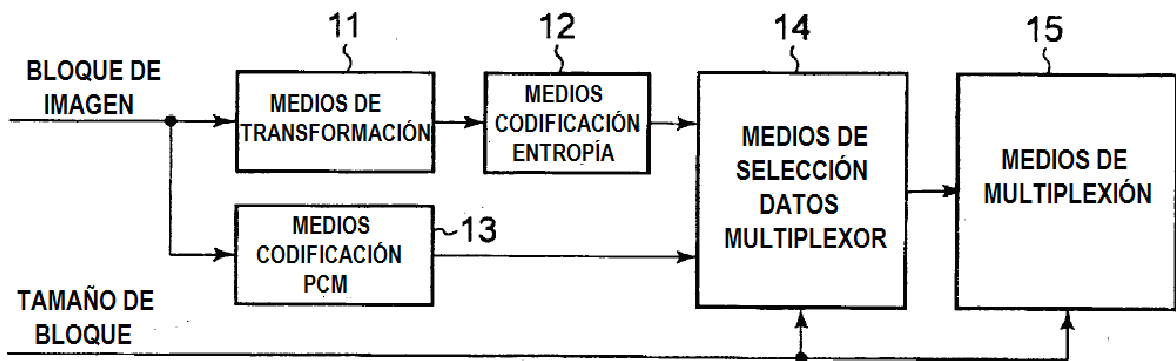 11
12
14
15
BLOQUE DE
IMAGEN
MEDIOS DE
TRANSFORMACIÓN
MEDIOS
CODIFICACIÓN
ENTROPÍA
MEDIOS DE
SELECCIÓN
DATOS
MULTIPLEXOR
MEDIOS DE
MULTIPLEXIÓN
MEDIOS
CODIFICACIÓN
PCM
13
TAMAÑO DE
BLOQUE